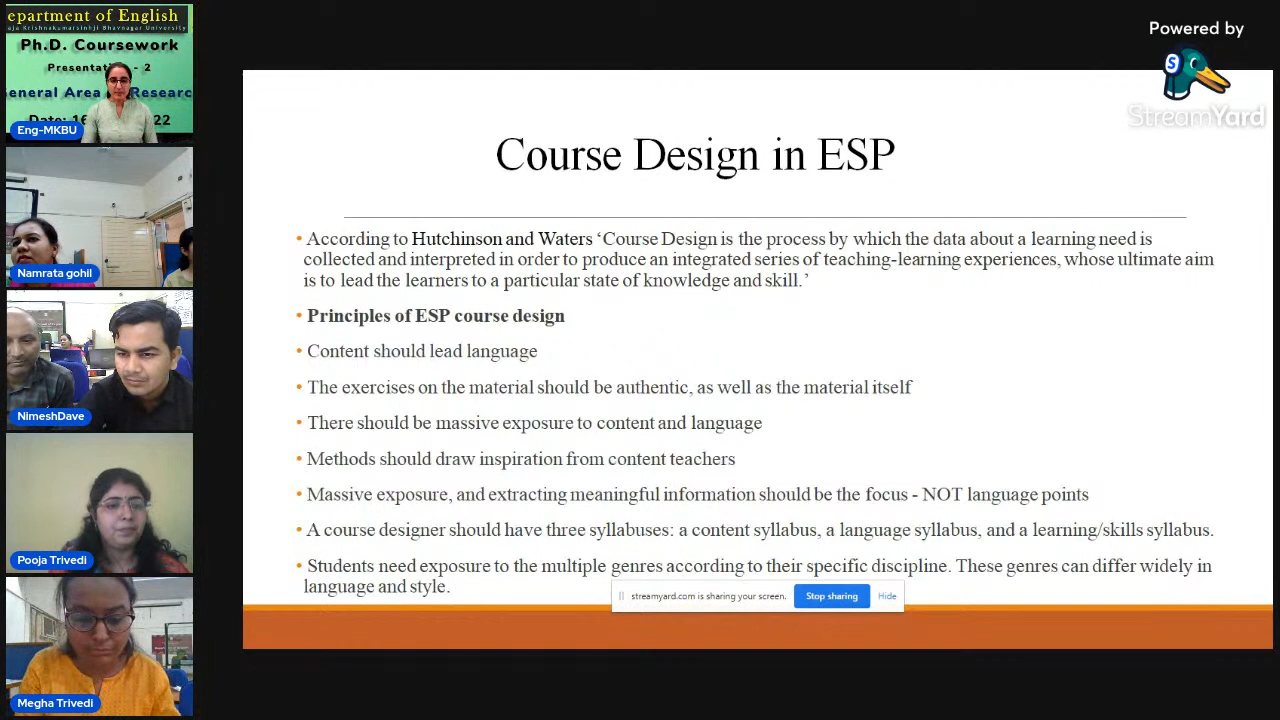 epartment of English
aja Krishnakumarsinhji Bhavnagar University
Ph.D. Coursework
Presentati - 2
eneral Area Researc
Date: 16 22
Eng-MKBU
Namrata gohil
NimeshDave
Pooja Trivedi
Megha Trivedi
Powered by
S
StreamYard
Course Design in ESP
• According to Hutchinson and Waters ‘Course Design is the process by which the data about a learning need is
collected and interpreted in order to produce an integrated series of teaching-learning experiences, whose ultimate aim
is to lead the learners to a particular state of knowledge and skill.’
• Principles of ESP course design
• Content should lead language
• The exercises on the material should be authentic, as well as the material itself
• There should be massive exposure to content and language
• Methods should draw inspiration from content teachers
• Massive exposure, and extracting meaningful information should be the focus - NOT language points
• A course designer should have three syllabuses: a content syllabus, a language syllabus, and a learning/skills syllabus.
• Students need exposure to the multiple genres according to their specific discipline. These genres can differ widely in
language and style.
streamyard.com is sharing your screen. Stop sharing Hide